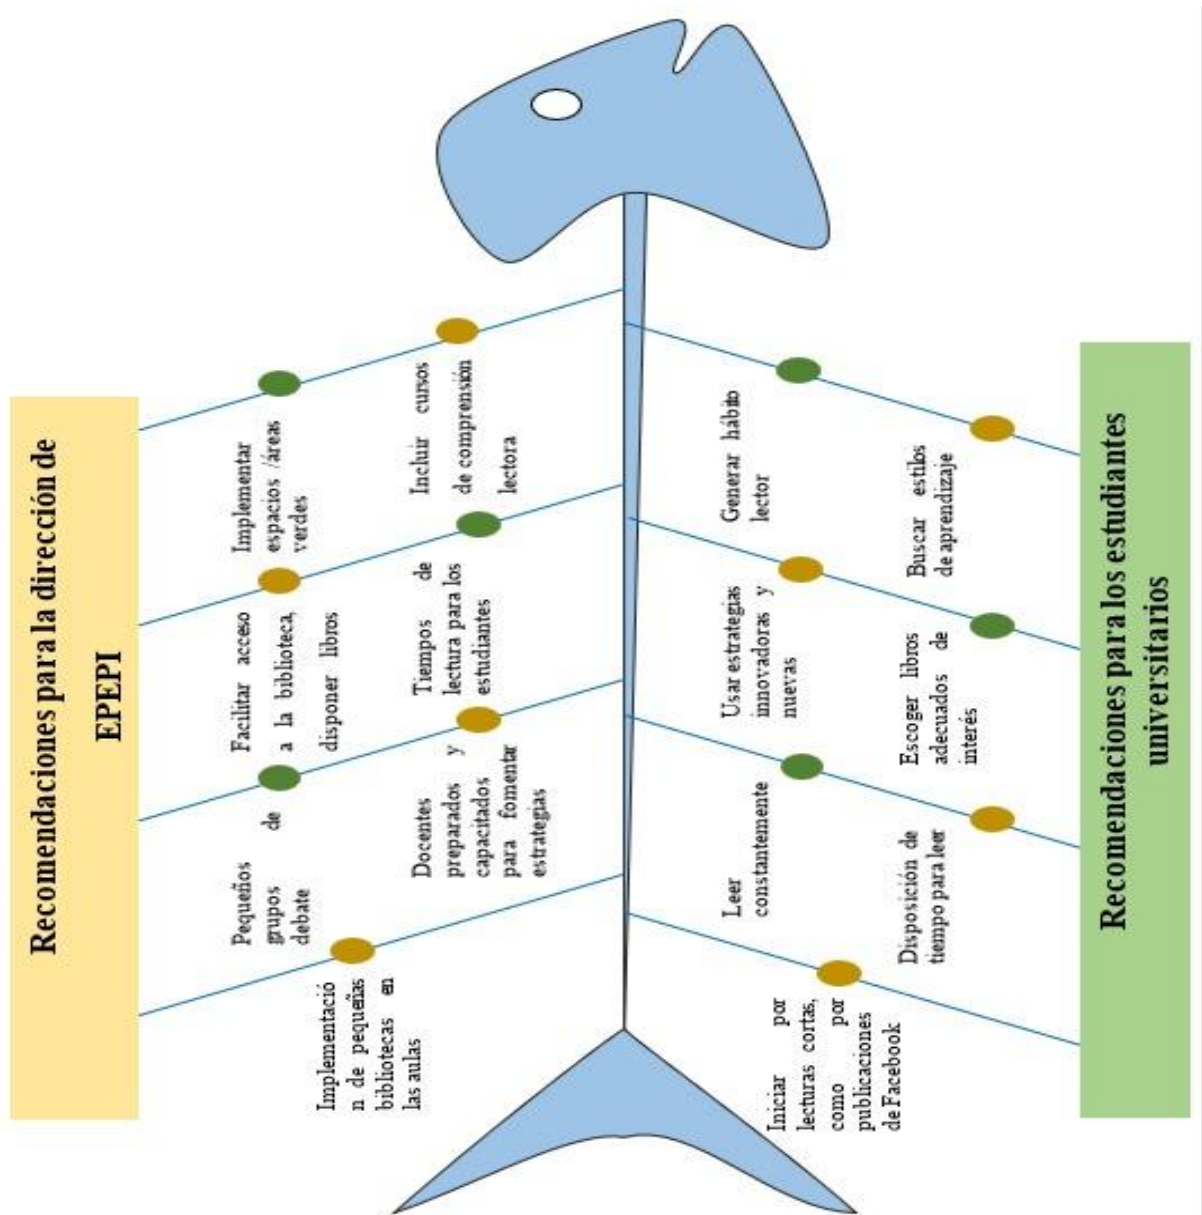 Recomendaciones para la dirección de
EPEPI
Implementació
n de pequeñas
bibliotecas en
las aulas
Pequeños
grupos de
debate
Docentes
preparados y
capacitados
para fomentar
estrategias
Facilitar acceso
a la biblioteca,
disponer libros
Tiempos de
lectura para los
estudiantes
Implementar
espacios /áreas
verdes
Incluir cursos
de comprensión
lectora
Iniciar por
lecturas cortas,
como por
publicaciones
de Facebook
Leer
constantemente
Disposición de
tiempo para leer
Usar estrategias
innovadoras y
nuevas
Escoger libros
adecuados de
interés
Generar hábito
lector
Buscar estilos
de aprendizaje
Recomendaciones para los estudiantes
universitarios